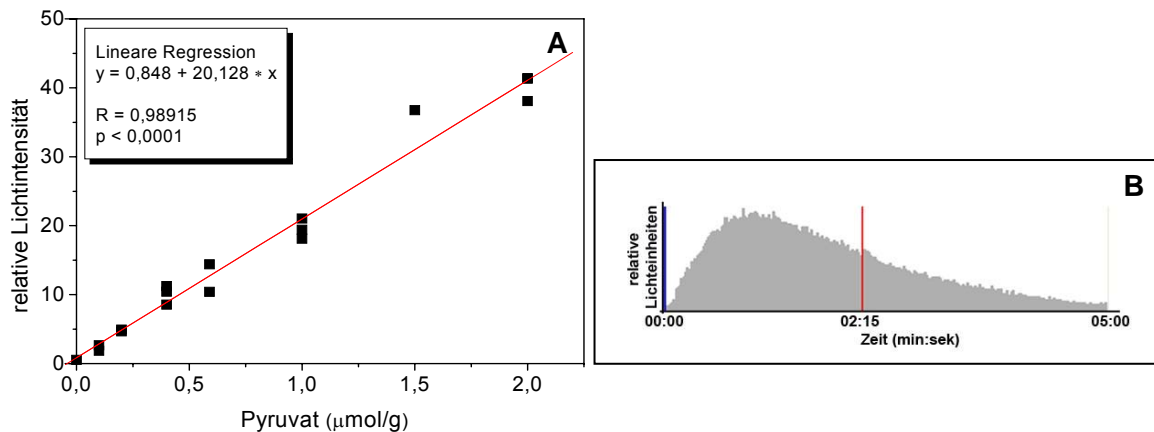 50
40
30
20
10
0
relative Lichtintensität
Lineare Regression
y = 0,848 + 20,128 * x
R = 0,98915
p < 0,0001
A
0,0 0,5 1,0 1,5 2,0
Pyruvat (μmol/g)
B
relative
Lichteinheiten
00:00 02:15 05:00
Zeit (min:sek)